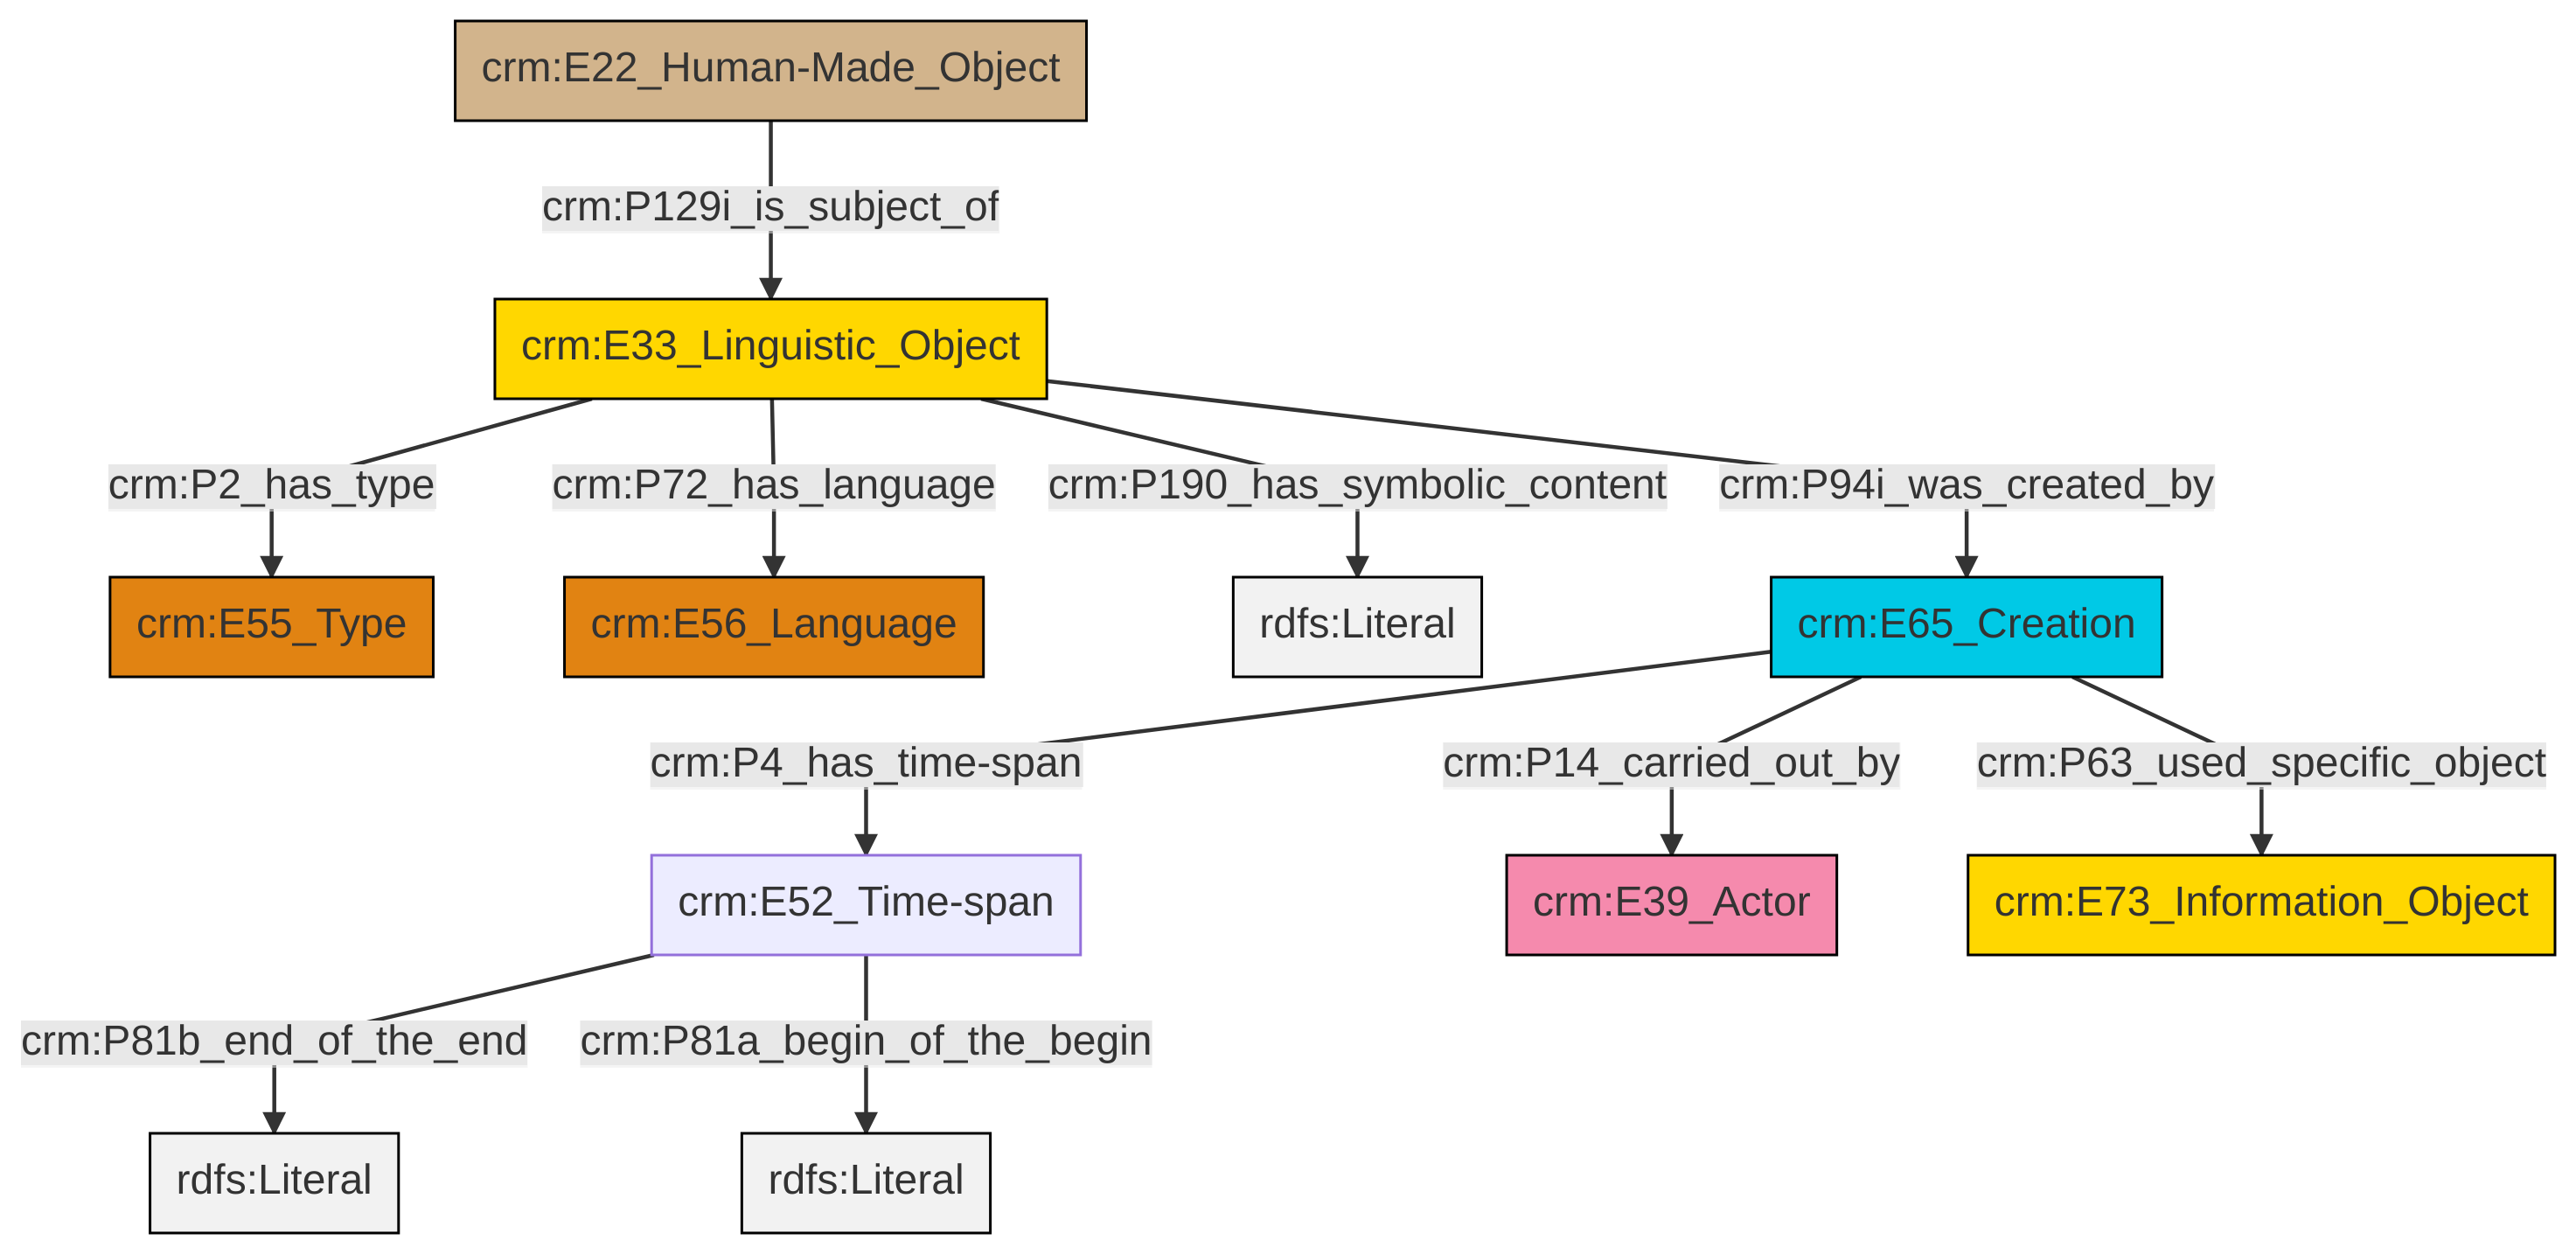 crm:E22_Human-Made_Object
crm:P129i_is_subject_of
crm:E33_Linguistic_Object
crm:P2_has_type
crm:P72_has_language
crm:P190_has_symbolic_content
crm:P94i_was_created_by
crm:E55_Type
crm:E56_Language
rdfs:Literal
crm:E65_Creation
crm:P4_has_time-span
crm:P14_carried_out_by
crm:P63_used_specific_object
crm:E52_Time-span
crm:E39_Actor
crm:E73_Information_Object
crm:P81b_end_of_the_end
crm:P81a_begin_of_the_begin
rdfs:Literal
rdfs:Literal